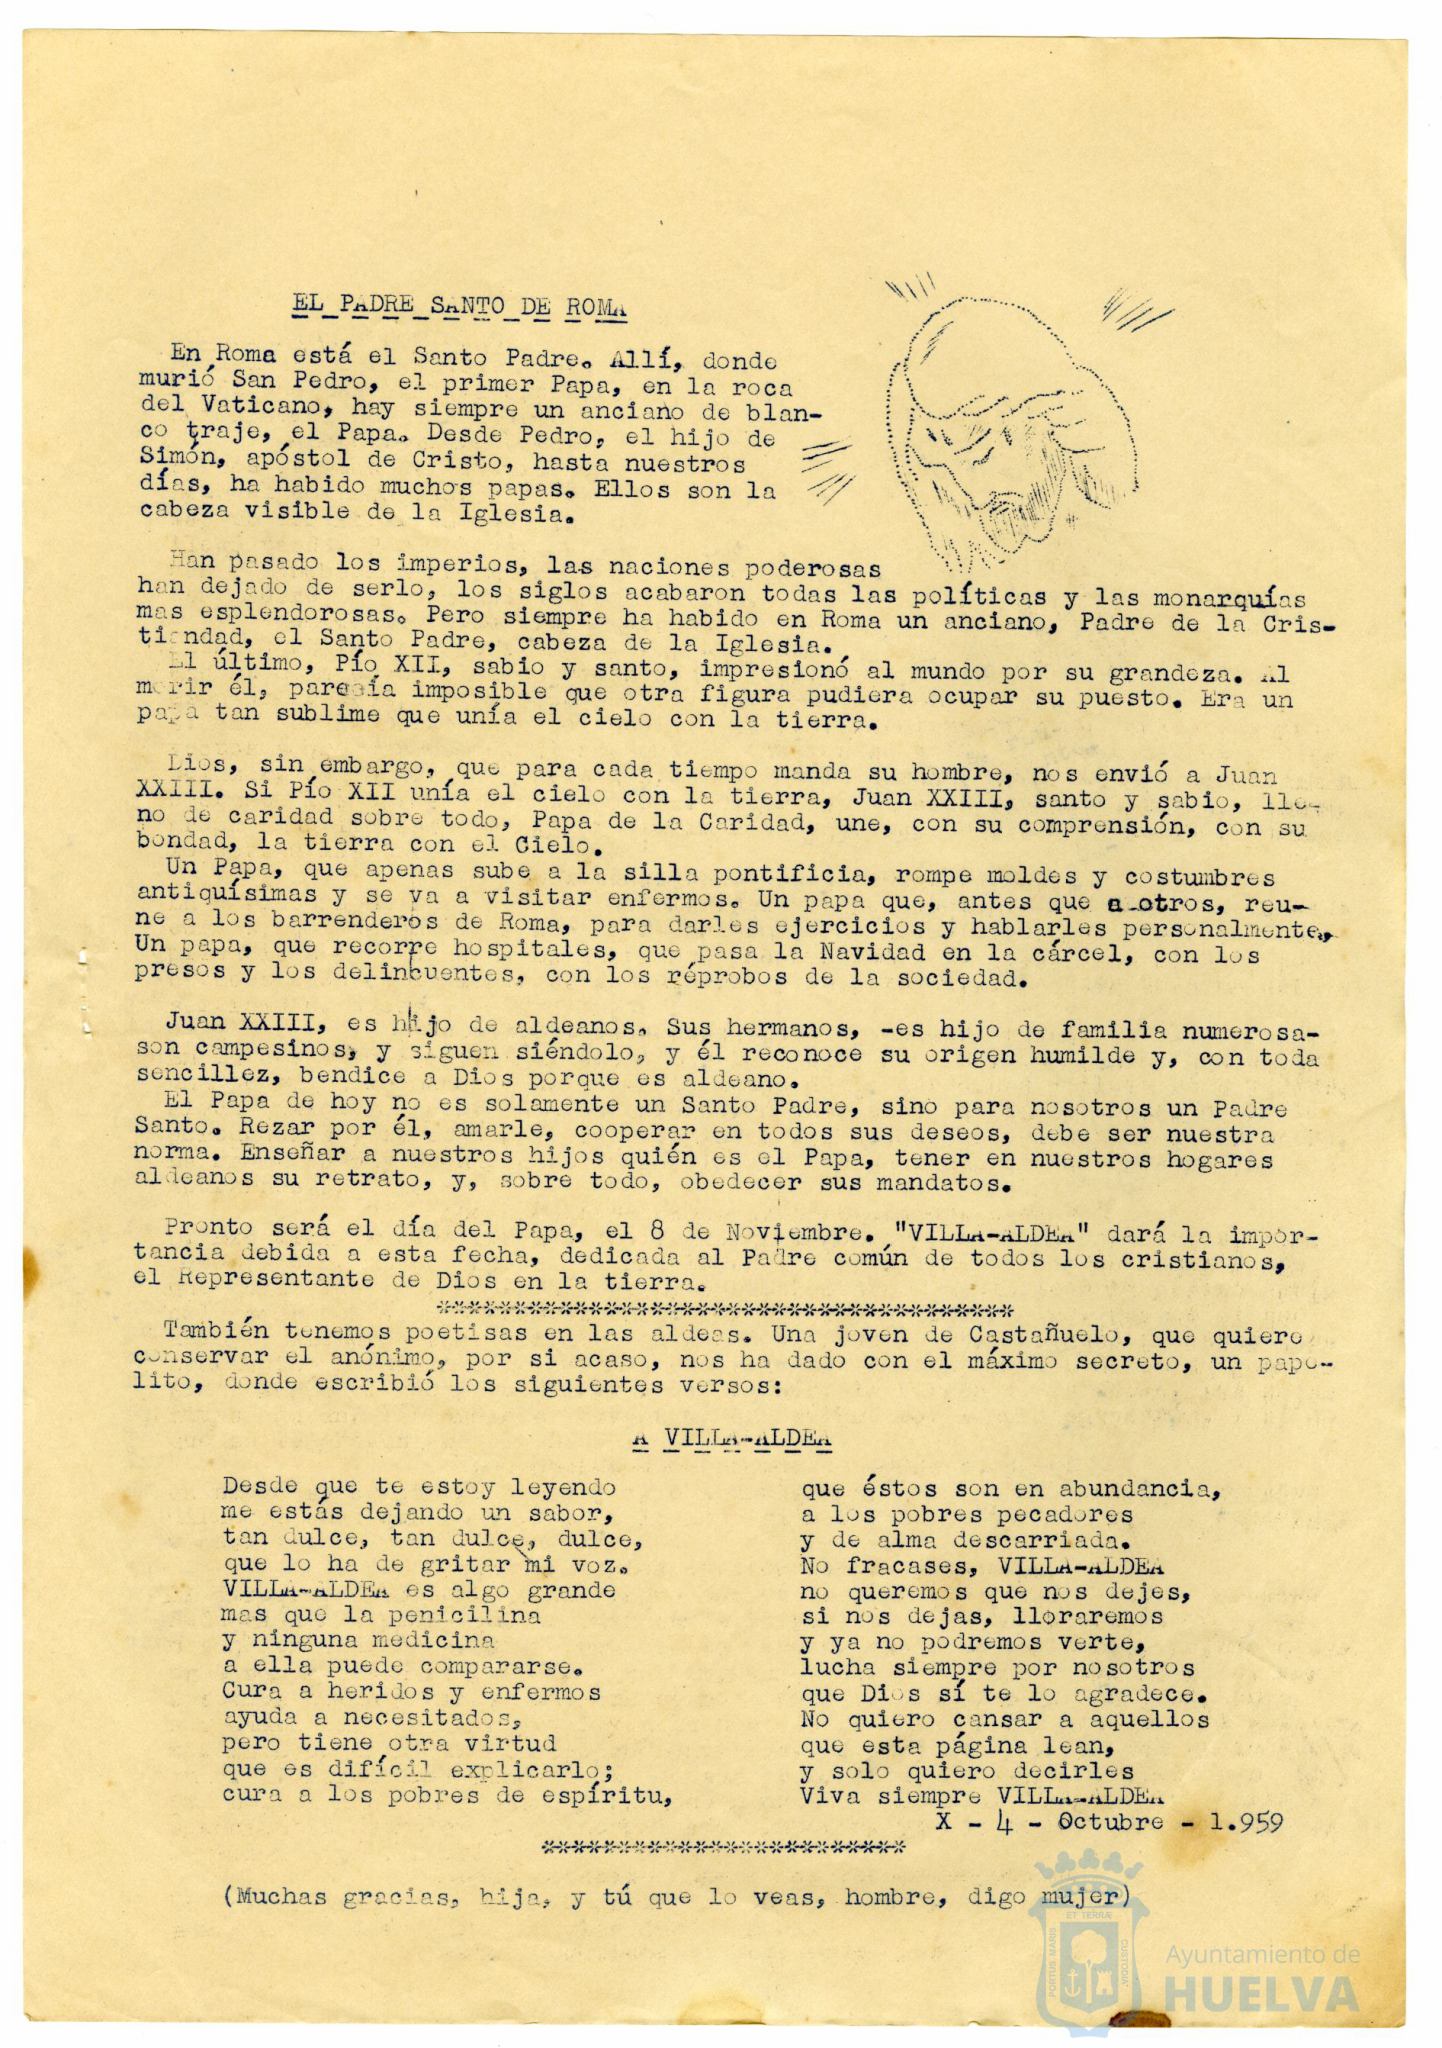 EL PADRE SANTO DE ROMA
En Roma está el Santo Padre. Allí, donde
murió San Pedro, el primer Papa, en la roca
del Vaticano, hay siempre un anciano de blan-
co traje, el Papa. Desde Pedro, el hijo de
Simón, apóstol de Cristo, hasta nuestros
días, ha habido muchos papas. Ellos son la
cabeza visible de la Iglesia.
Han pasado los imperios, las naciones poderosas
han dejado de serlo, los siglos acabaron todas las políticas y las monarquías
mas esplendorosas. Pero siempre ha habido en Roma un anciano, Padre de la Cris-
tiandad, el Santo Padre, cabeza de la Iglesia.
El último, Pío XII, sabio y santo, impresionó al mundo por su grandeza. Al
morir él, parecía imposible que otra figura pudiera ocupar su puesto. Era un
papa tan sublime que unía el cielo con la tierra.
Dios, sin embargo, que para cada tiempo manda su hombre, nos envió a Juan
XXIII. Si Pío XII unía el cielo con la tierra, Juan XXIII, santo y sabio, lle-
no de caridad sobre todo, Papa de la Caridad, une, con su comprensión, con su
bondad, la tierra con el Cielo.
Un Papa, que apenas sube a la silla pontificia, rompe moldes y costumbres
antiquísimas y se va a visitar enfermos. Un papa que, antes que a otros, reu-
ne a los barrenderos de Roma, para darles ejercicios y hablarles personalmente.
Un papa, que recorre hospitales, que pasa la Navidad en la cárcel, con los
presos y los delincuentes, con los réprobos de la sociedad.
Juan XXIII, es hijo de aldeanos. Sus hermanos, -es hijo de familia numerosa-
son campesinos, y siguen siéndolo, y él reconoce su origen humilde y, con toda
sencillez, bendice a Dios porque es aldeano.
El Papa de hoy no es solamente un Santo Padre, sino para nosotros un Padre
Santo. Rezar por él, amarle, cooperar en todos sus deseos, debe ser nuestra
norma. Enseñar a nuestros hijos quién es el Papa, tener en nuestros hogares
aldeanos su retrato, y, sobre todo, obedecer sus mandatos.
Pronto será el día del Papa, el 8 de Noviembre. "VILLA-ALDEA" dará la impor-
tancia debida a esta fecha, dedicada al Padre común de todos los cristianos,
el Representante de Dios en la tierra.
**************************************
También tenemos poetisas en las aldeas. Una joven de Castañuelo, que quiere
conservar el anónimo, por si acaso, nos ha dado con el máximo secreto, un pape-
lito, donde escribió los siguientes versos:
A VILLA-ALDEA
Desde que te estoy leyendo
me estás dejando un sabor,
tan dulce, tan dulce, dulce,
que lo ha de gritar mi voz.
VILLA-ALDEA es algo grande
mas que la penicilina
y ninguna medicina
a ella puede compararse.
Cura a heridos y enfermos
ayuda a necesitados,
pero tiene otra virtud
que es difícil explicarlo;
cura a los pobres de espíritu,
que éstos son en abundancia,
a los pobres pecadores
y de alma descarriada.
No fracases, VILLA-ALDEA
no queremos que nos dejes,
si nos dejas, lloraremos
y ya no podremos verte,
lucha siempre por nosotros
que Dios sí te lo agradece.
No quiero cansar a aquellos
que esta página lean,
y solo quiero decirles
Viva siempre VILLA-ALDEA
X - 4 - Octubre - 1.959
************************
(Muchas gracias, hija, y tú que lo veas, hombre, digo mujer)
ET TERRÆ
PORTUS MARIS
CUSTODIA
Ayuntamiento de
HUELVA